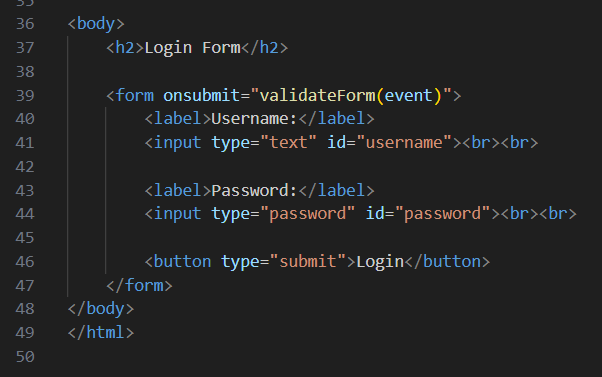 35
36 <body>
37     <h2>Login Form</h2>
38
39     <form onsubmit="validateForm(event)">
40         <label>Username:</label>
41         <input type="text" id="username"><br><br>
42
43         <label>Password:</label>
44         <input type="password" id="password"><br><br>
45
46         <button type="submit">Login</button>
47     </form>
48 </body>
49 </html>
50